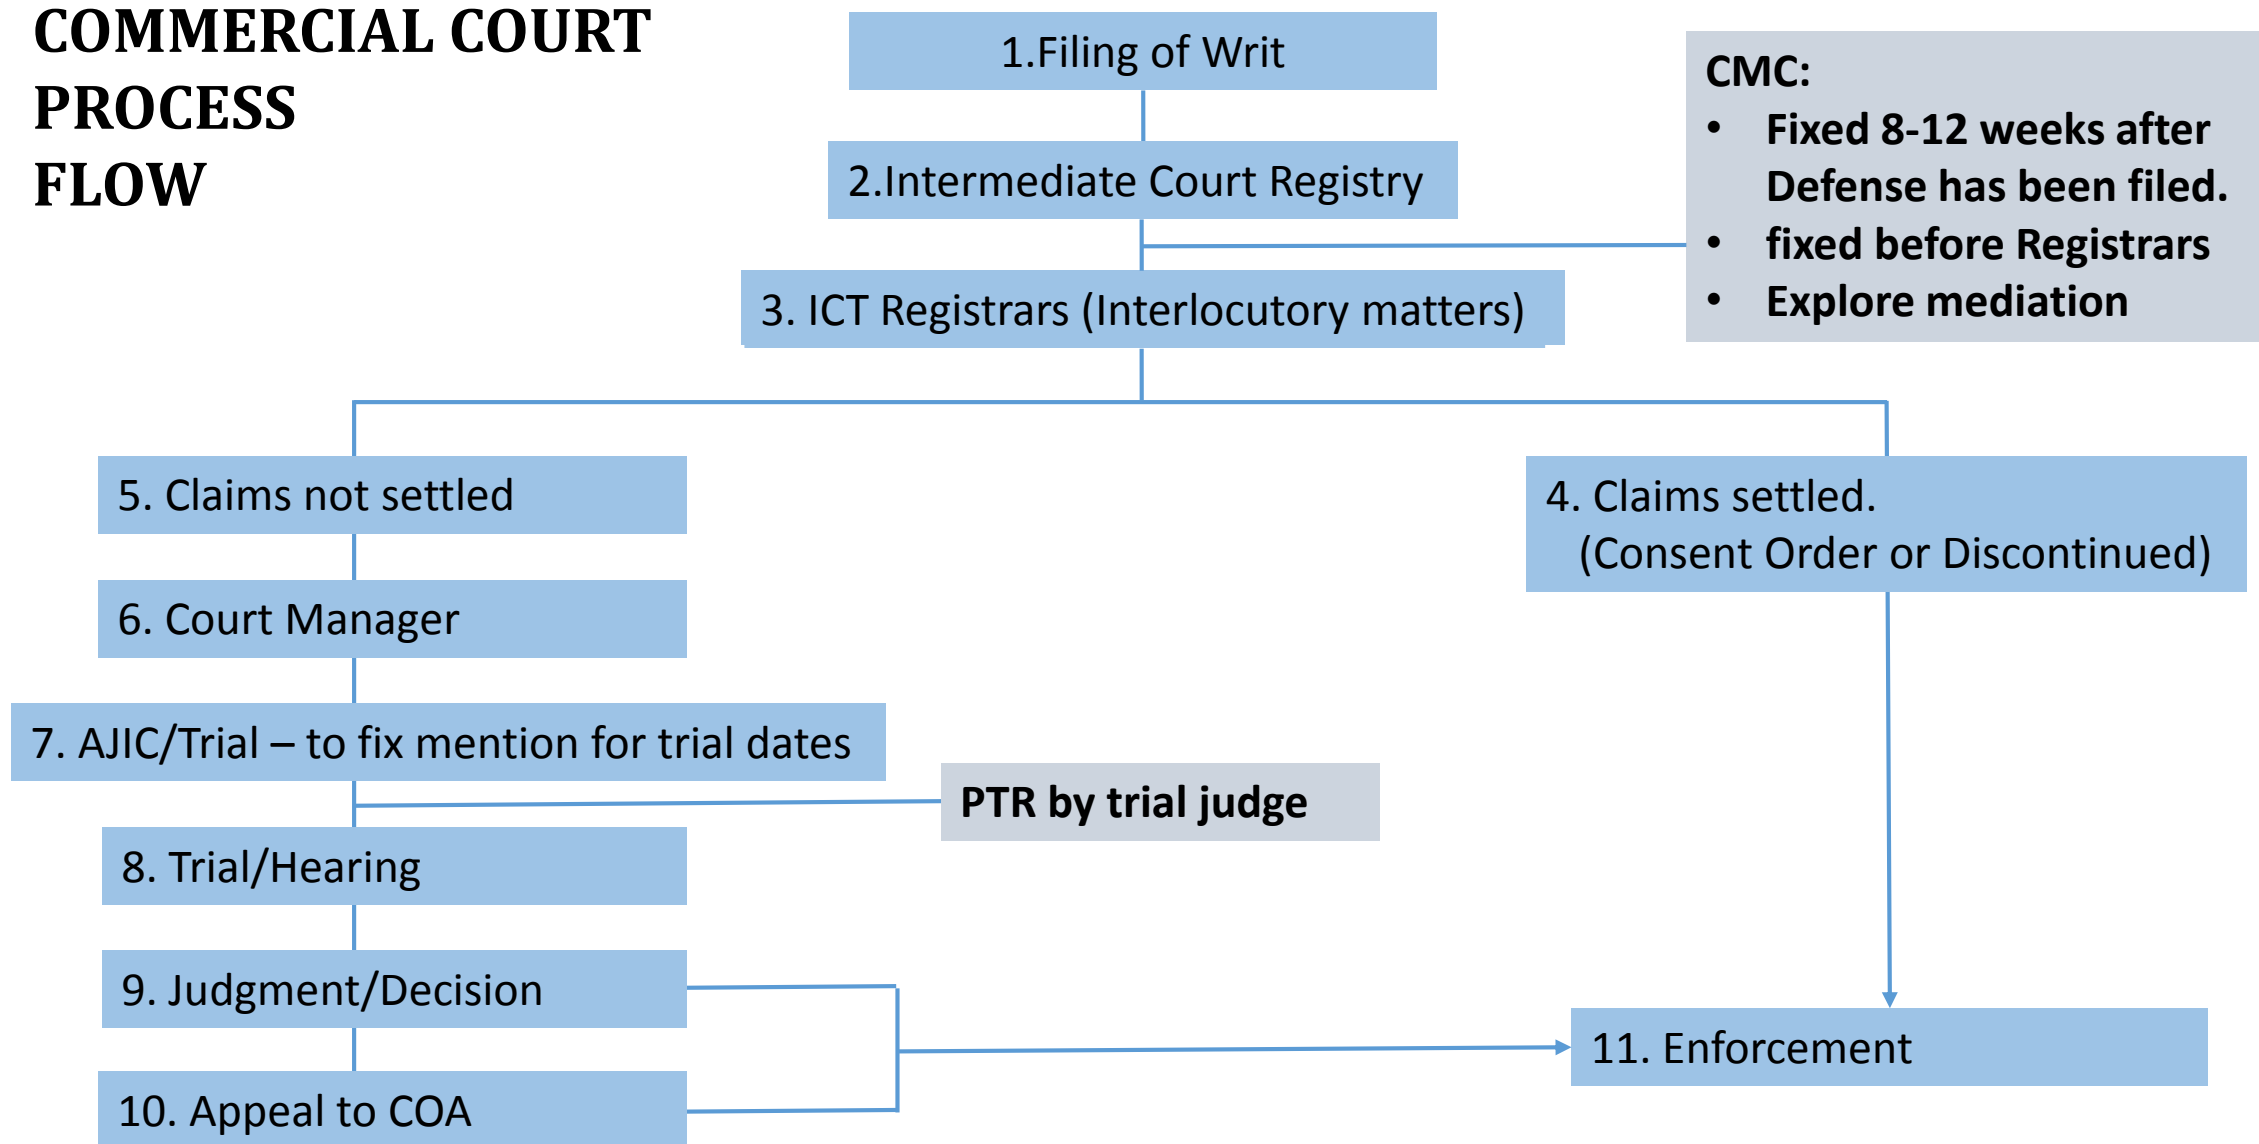 COMMERCIAL COURT
PROCESS
FLOW
1.Filing of Writ
CMC:
• Fixed 8-12 weeks after
Defense has been filed.
• fixed before Registrars
• Explore mediation
2.Intermediate Court Registry
3. ICT Registrars (Interlocutory matters)
5. Claims not settled
4. Claims settled.
(Consent Order or Discontinued)
6. Court Manager
7. AJIC/Trial – to fix mention for trial dates
PTR by trial judge
8. Trial/Hearing
9. Judgment/Decision
11. Enforcement
10. Appeal to COA